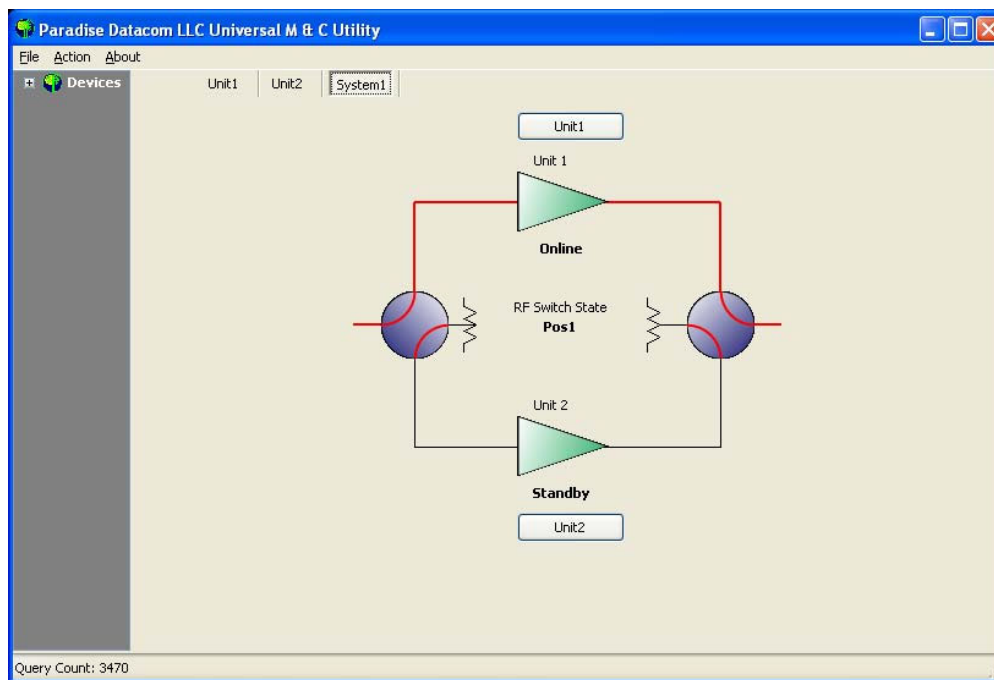 Paradise Datacom LLC Universal M & C Utility
File Action About
Devices
Unit1 Unit2 System1
Unit1
Unit 1
Online
RF Switch State
Pos1
Unit 2
Standby
Unit2
Query Count: 3470